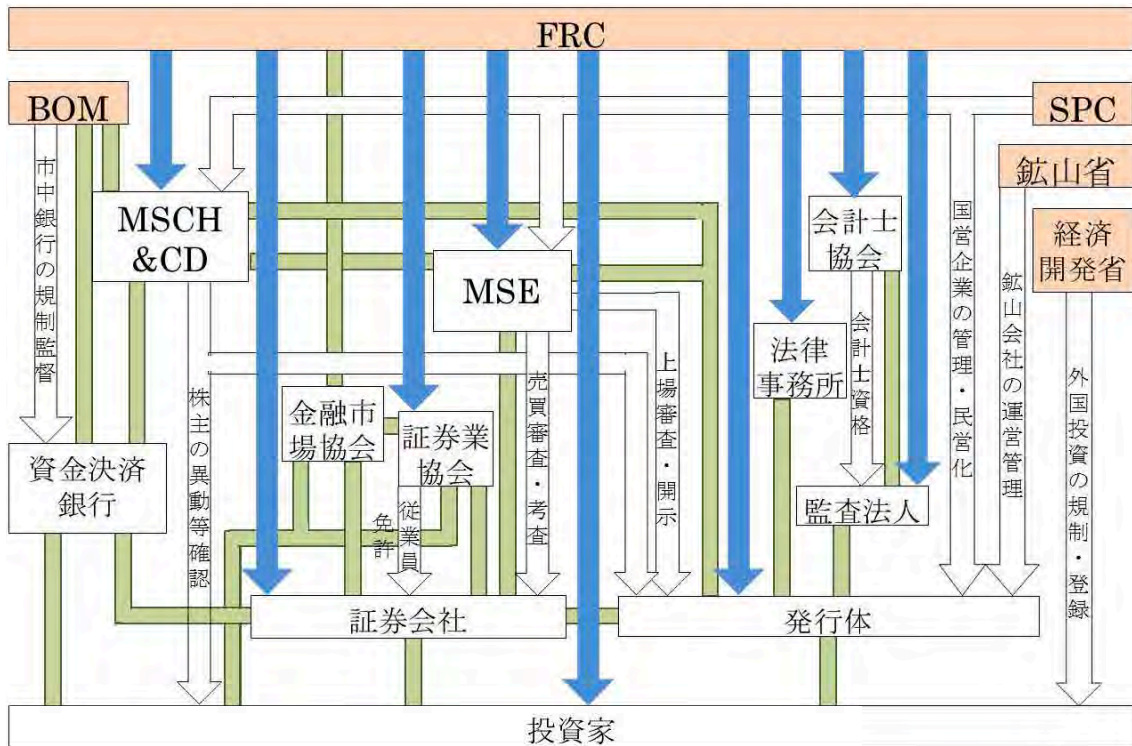 FRC
BOM
SPC
鉱山省
経済
開発省
MSCH
&CD
MSE
会計士
協会
法律
事務所
金融市
場協会
証券業
協会
資金決済
銀行
監査法人
証券会社
発行体
投資家
市中銀行の規制監督
株主の異動等確認
従業員
免許
売買審査・考査
上場審査・開示
会計士資格
国営企業の管理・民営化
鉱山会社の運営管理
外国投資の規制・登録